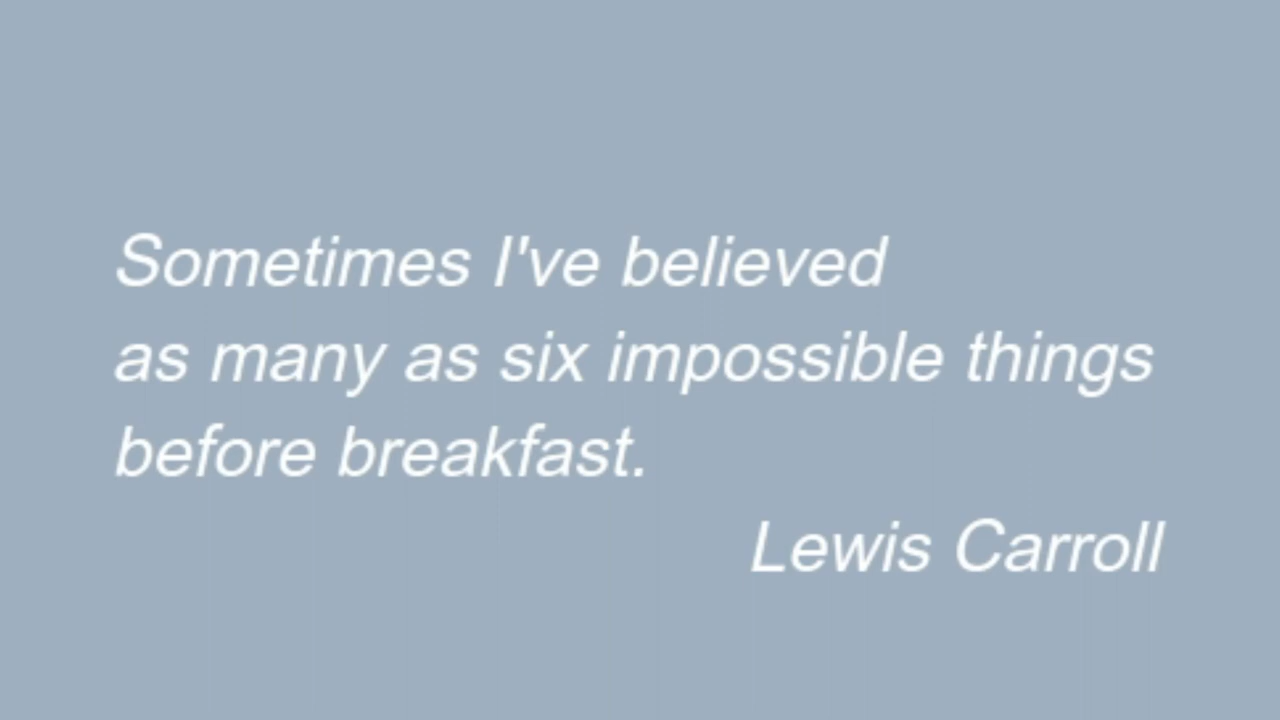 Sometimes I've believed
as many as six impossible things
before breakfast.
Lewis Carroll